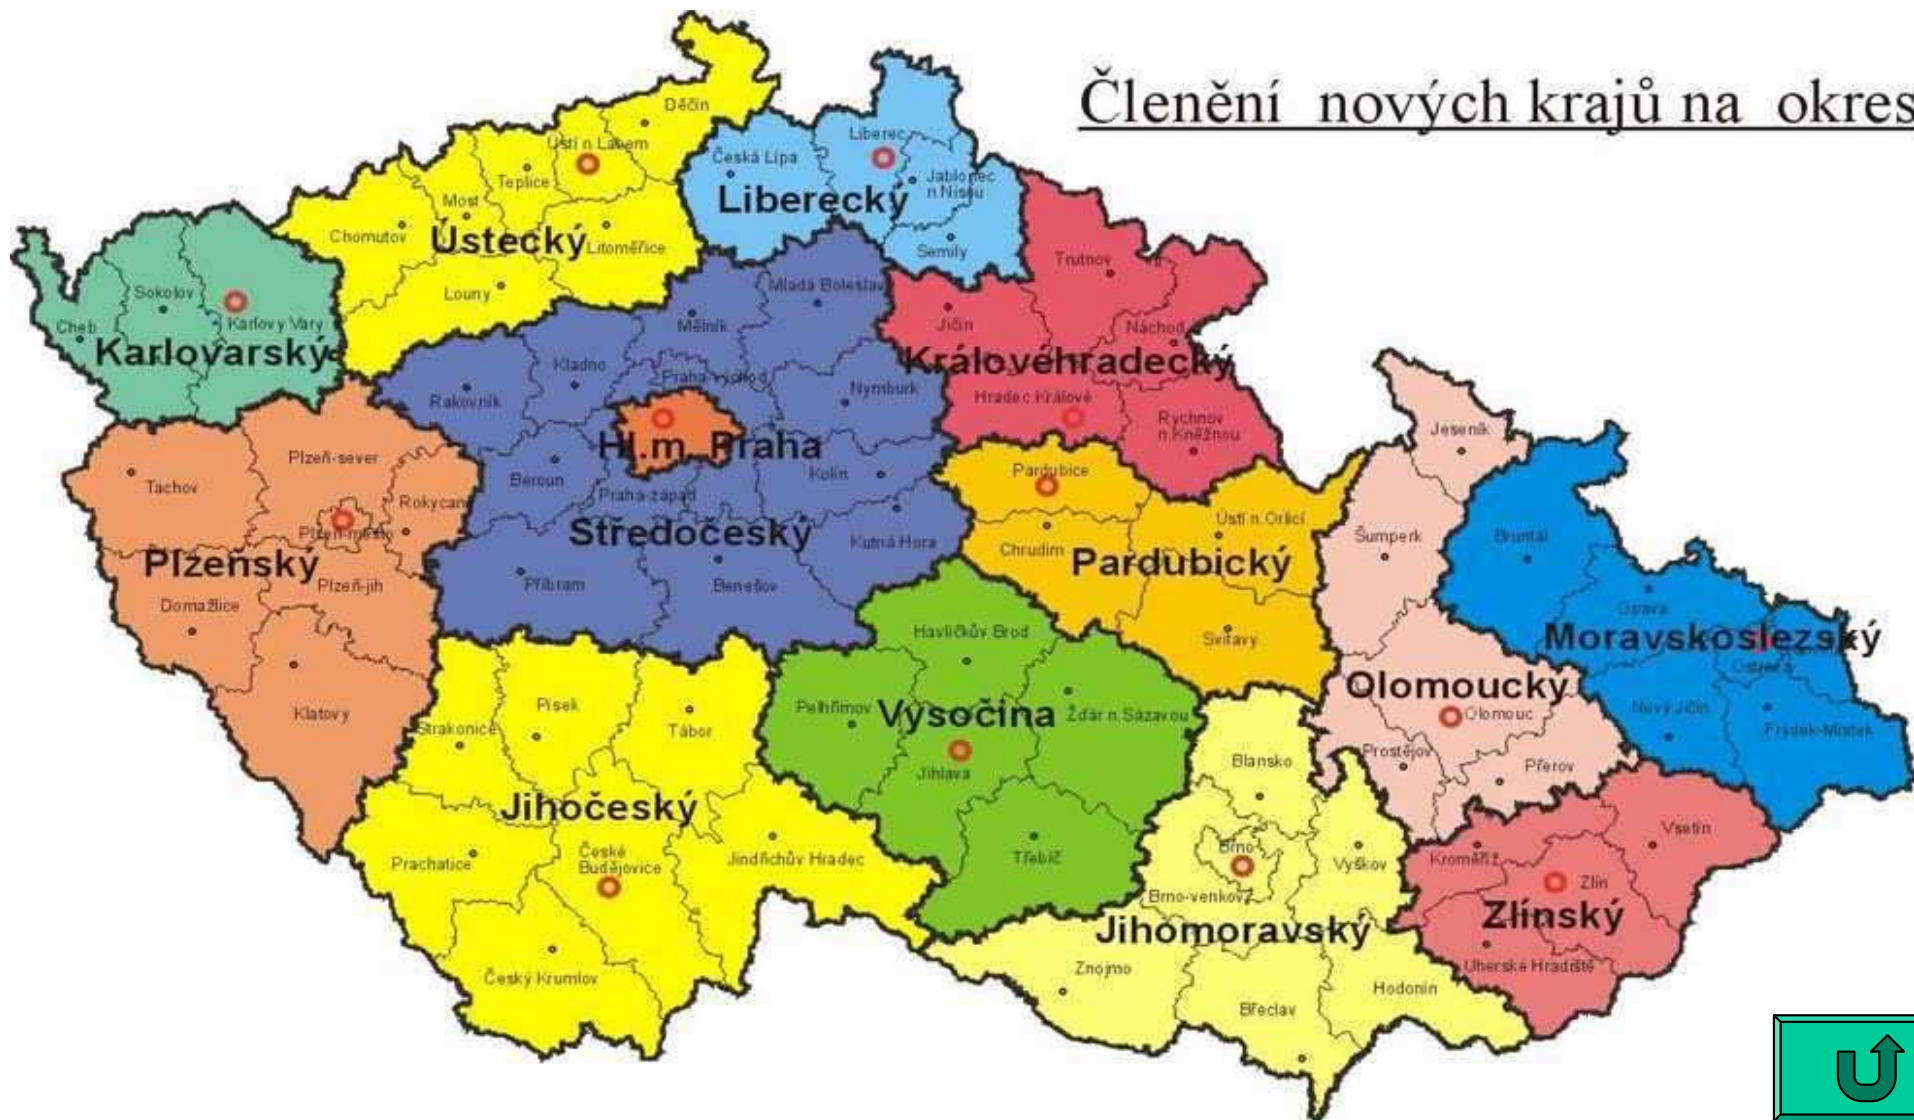 Členění nových krajů na okres
Děčín
Ústí n.Labem
Teplice
Most
Chomutov
Ústecký
Litoměřice
Louny
Liberec
Česká Lípa
Jablonec
n.Nisou
Liberecký
Semily
Sokolov
Karlovy Vary
Cheb
Karlovarský
Trutnov
Jičín
Náchod
Královéhradecký
Hradec Králové
Rychnov
n.Kněžnou
Mladá Boleslav
Mělník
Kladno
Praha-východ
Rakovník
Nymburk
Hl.m. Praha
Beroun
Kolín
Praha-západ
Středočeský
Kutná Hora
Příbram
Benešov
Plzeň-sever
Tachov
Rokycan
Plzeň-město
Plzeňský
Plzeň-jih
Domažlice
Klatovy
Pardubice
Ústí n.Orlicí
Chrudim
Pardubický
Svitavy
Jeseník
Šumperk
Olomoucký
Olomouc
Prostějov
Přerov
Bruntál
Opava
Moravskoslezský
Ostrava
Nový Jičín
Frýdek-Místek
Havlíčkův Brod
Pelhřimov
Vysočina
Žďár n.Sázavou
Jihlava
Třebíč
Strakonice
Písek
Tábor
Jihočeský
Prachatice
České
Budějovice
Jindřichův Hradec
Český Krumlov
Blansko
Brno
Vyškov
Brno-venkov
Jihomoravský
Znojmo
Břeclav
Hodonín
Vsetín
Kroměříž
Zlín
Zlínský
Uherské Hradiště